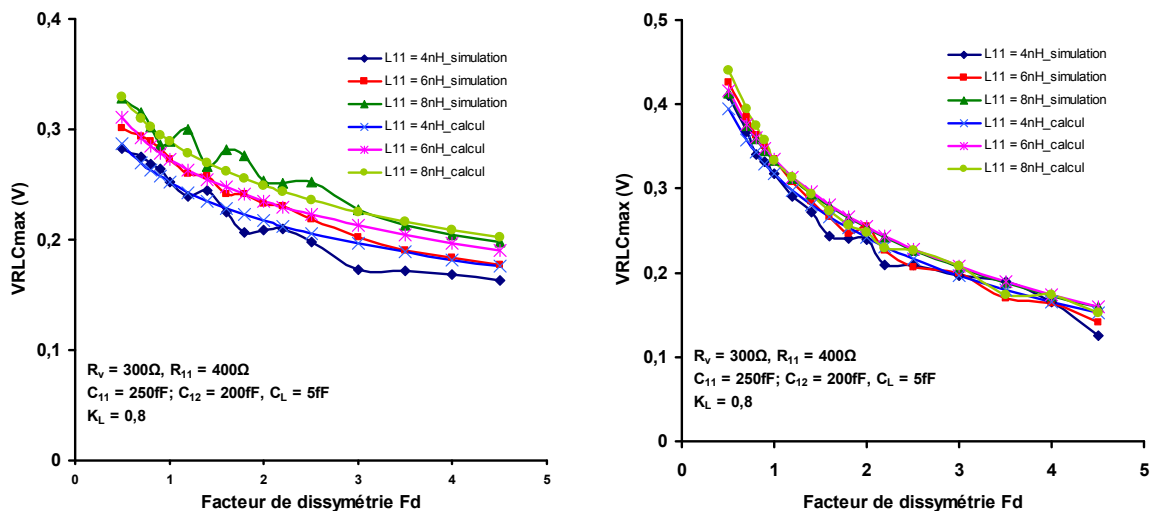 0,4
0,3
0,2
0,1
0
VRLCmax (V)
L11 = 4nH_simulation
L11 = 6nH_simulation
L11 = 8nH_simulation
L11 = 4nH_calcul
L11 = 6nH_calcul
L11 = 8nH_calcul
Rv = 300Ω, R11 = 400Ω
C11 = 250fF; C12 = 200fF, CL = 5fF
KL = 0,8
0 1 2 3 4 5
Facteur de dissymétrie Fd
0,5
0,4
0,3
0,2
0,1
0
VRLCmax (V)
L11 = 4nH_simulation
L11 = 6nH_simulation
L11 = 8nH_simulation
L11 = 4nH_calcul
L11 = 6nH_calcul
L11 = 8nH_calcul
Rv = 300Ω, R11 = 400Ω
C11 = 250fF; C12 = 200fF, CL = 5fF
KL = 0,8
0 1 2 3 4 5
Facteur de dissymétrie Fd